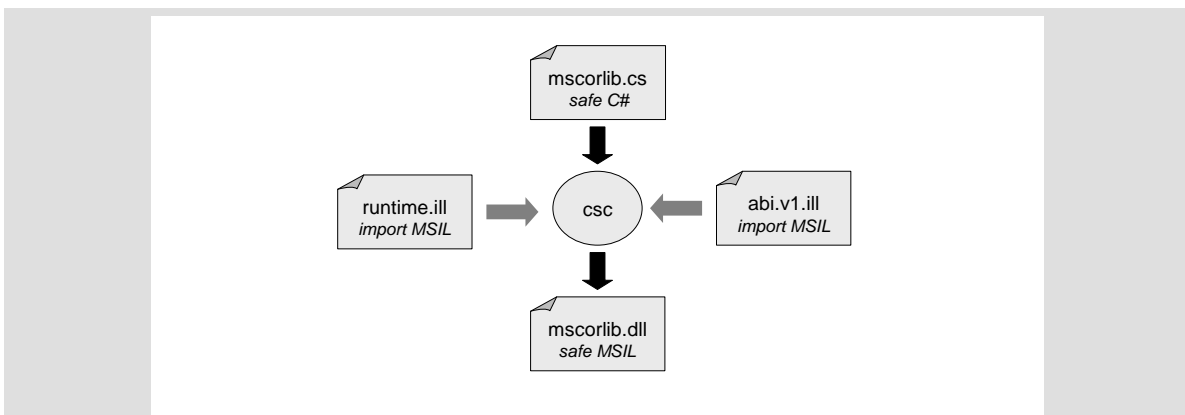 mscorlib.cs
safe C#
runtime.ill
import MSIL
csc
abi.v1.ill
import MSIL
mscorlib.dll
safe MSIL